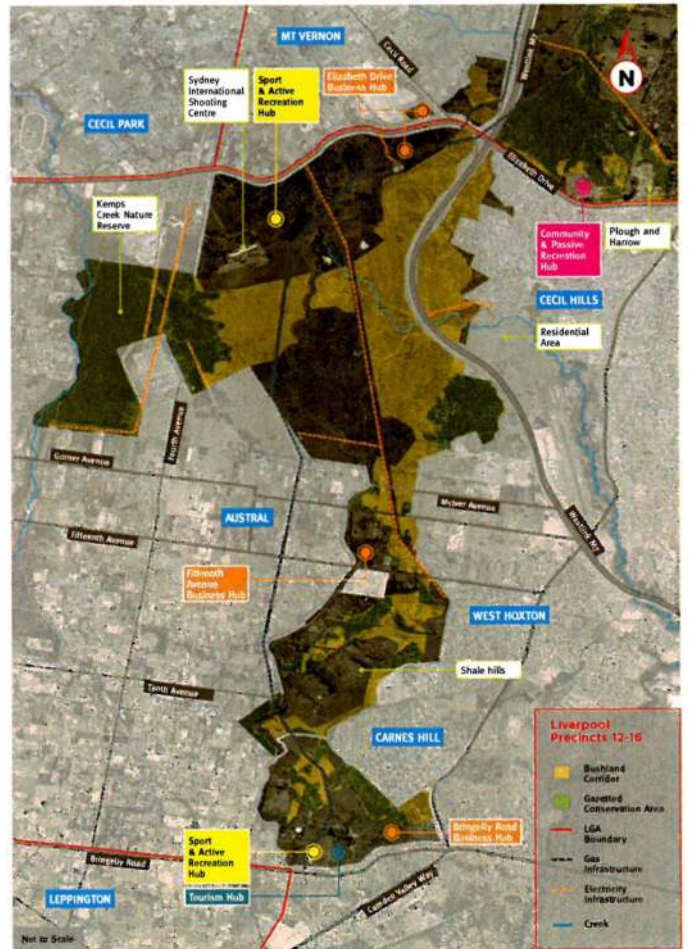 MT VERNON
Cecil Road
Westlink M7
N
Sydney
International
Shooting
Centre
Sport
& Active
Recreation
Hub
Elizabeth Drive
Business Hub
CECIL PARK
Elizabeth Drive
Kemps
Creek Nature
Reserve
Community
& Passive
Recreation
Hub
Plough and
Harrow
CECIL HILLS
Residential
Area
Fourth Avenue
Gurner Avenue
McIver Avenue
AUSTRAL
Fifteenth Avenue
Westlink M7
Fifteenth
Avenue
Business Hub
WEST HOXTON
Shale hills
Tenth Avenue
CARNES HILL
Liverpool
Precincts 12-16
Bushland
Corridor
Gazetted
Conservation Area
LGA
Boundary
Gas
Infrastructure
Electricity
Infrastructure
Creek
Bringelly Road
Business Hub
Sport
& Active
Recreation
Hub
Bringelly Road
Tourism Hub
Camden Valley Way
LEPPINGTON
Not to Scale